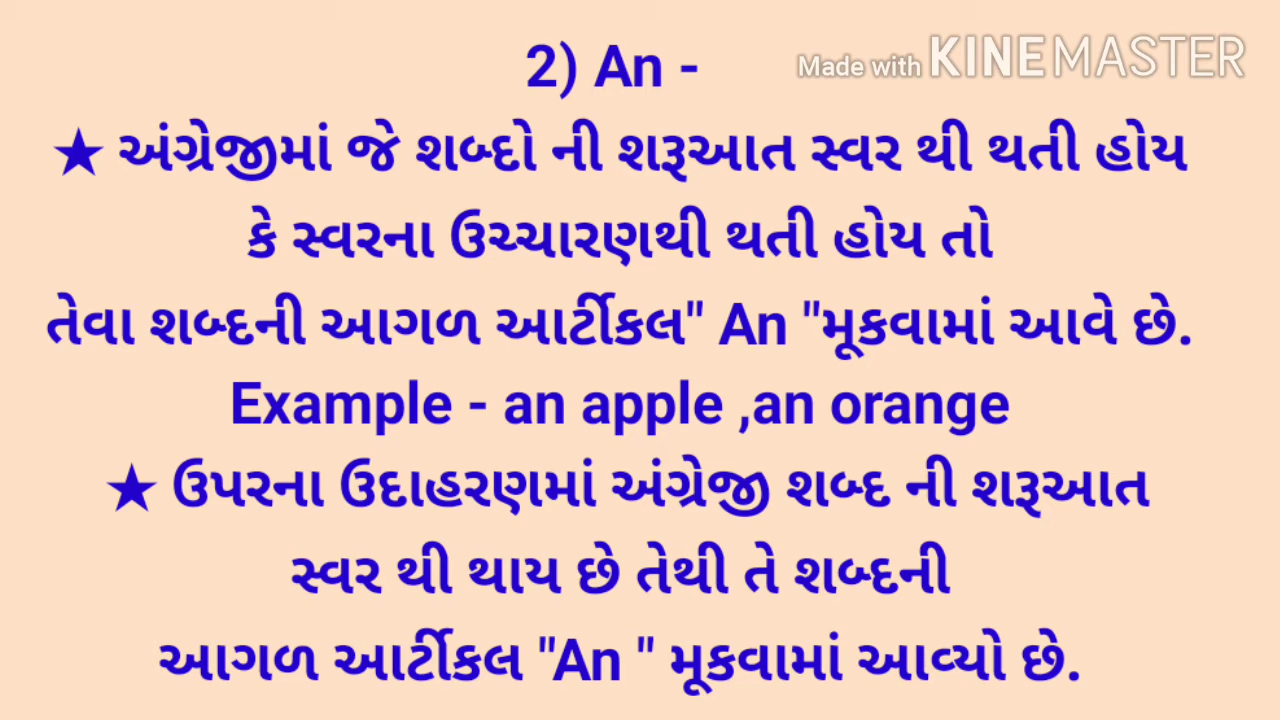 2) An -
Made with KINEMASTER
★ અંગ્રેજીમાં જે શબ્દો ની શરૂઆત સ્વર થી થતી હોય
કે સ્વરના ઉચ્ચારણથી થતી હોય તો
તેવા શબ્દની આગળ આર્ટીકલ" An "મૂકવામાં આવે છે.
Example - an apple ,an orange
★ ઉપરના ઉદાહરણમાં અંગ્રેજી શબ્દ ની શરૂઆત
સ્વર થી થાય છે તેથી તે શબ્દની
આગળ આર્ટીકલ "An " મૂકવામાં આવ્યો છે.